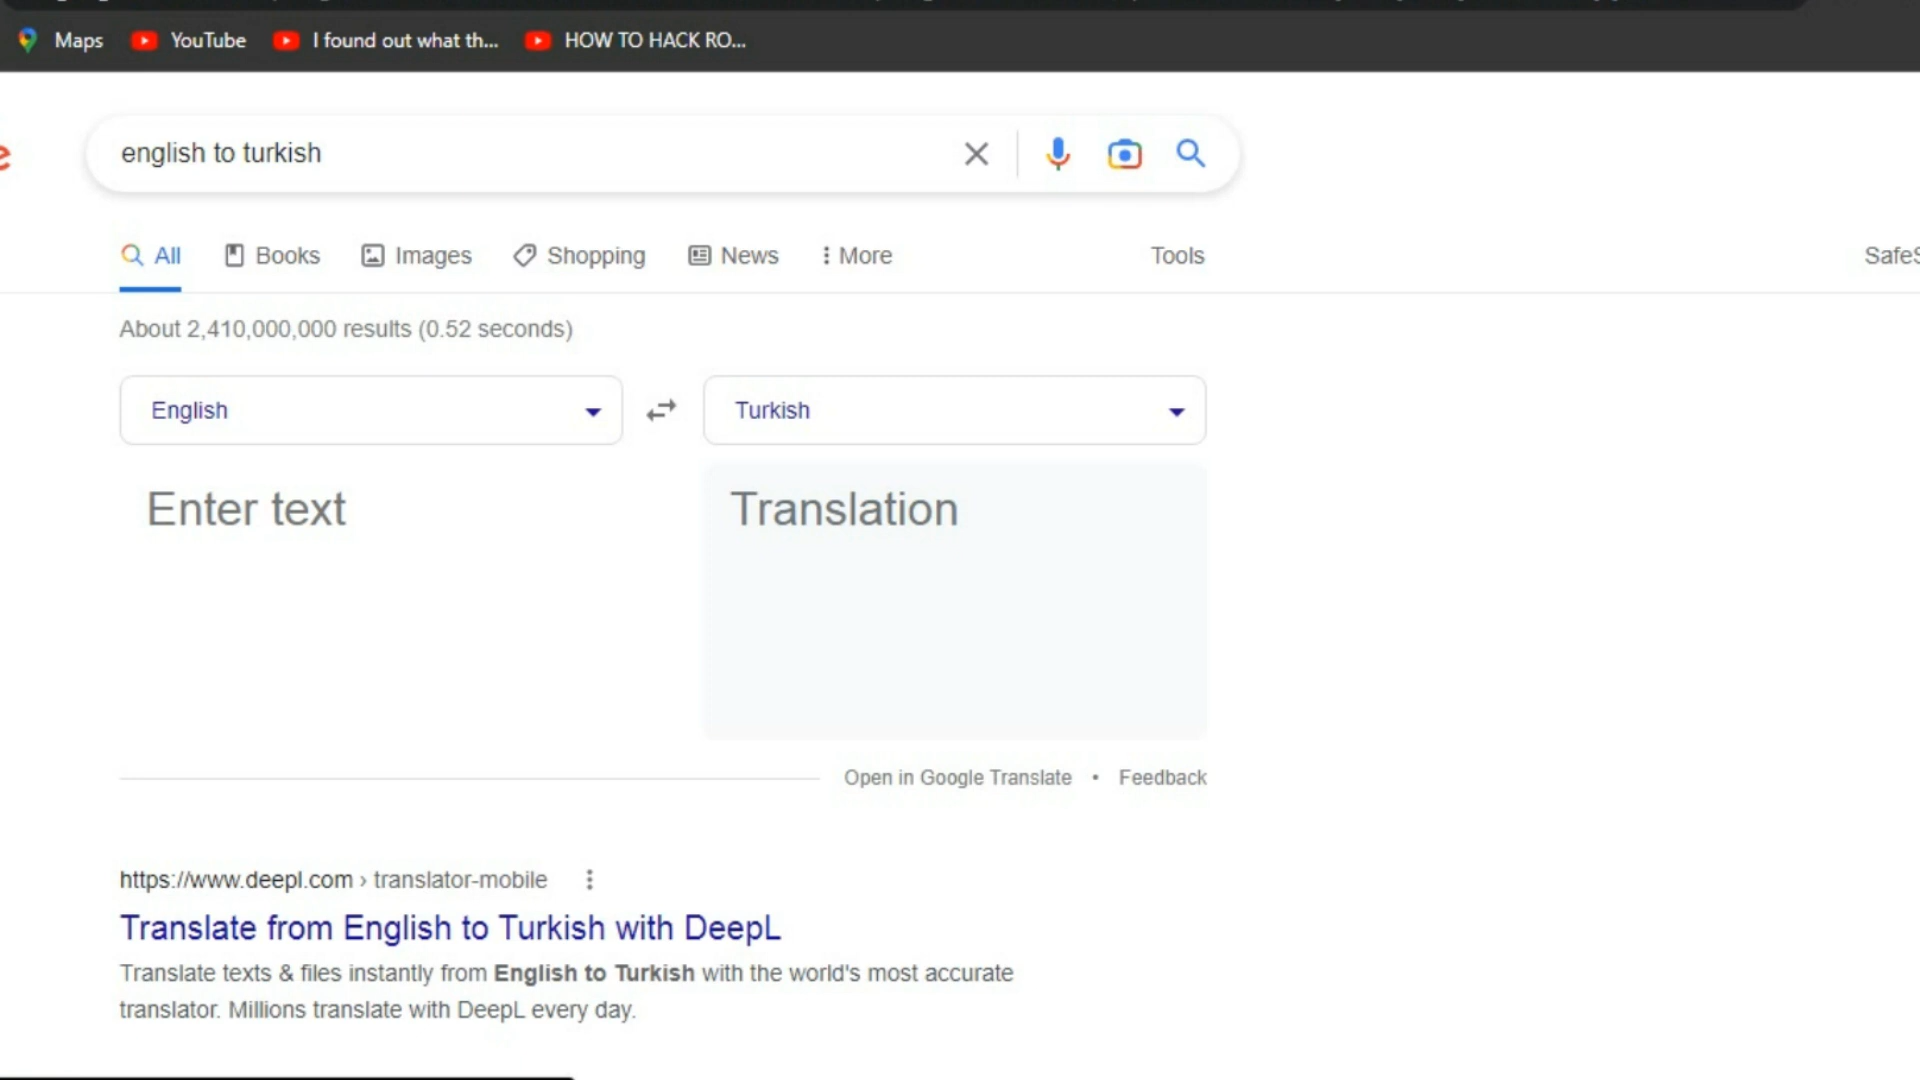 Maps YouTube I found out what th... HOW TO HACK RO...
english to turkish
All Books Images Shopping News More Tools SafeS
About 2,410,000,000 results (0.52 seconds)
English Turkish
Enter text Translation
Open in Google Translate • Feedback
https://www.deepl.com › translator-mobile
Translate from English to Turkish with DeepL
Translate texts & files instantly from English to Turkish with the world's most accurate
translator. Millions translate with DeepL every day.